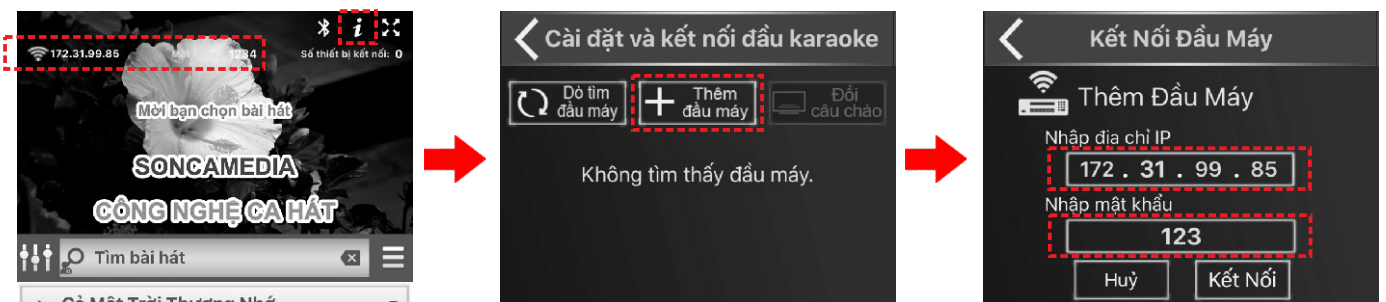 172.31.99.85 Mật 1234 Số thiết bị kết nối: 0
Mời bạn chọn bài hát
SONCAMEDIA
CÔNG NGHỆ CA HÁT
Tìm bài hát
Cài đặt và kết nối đầu karaoke
Dò tìm
đầu máy
Thêm
đầu máy
Đổi
câu chào
Không tìm thấy đầu máy.
Kết Nối Đầu Máy
Thêm Đầu Máy
Nhập địa chỉ IP
172 . 31 . 99 . 85
Nhập mật khẩu
123
Huỷ Kết Nối